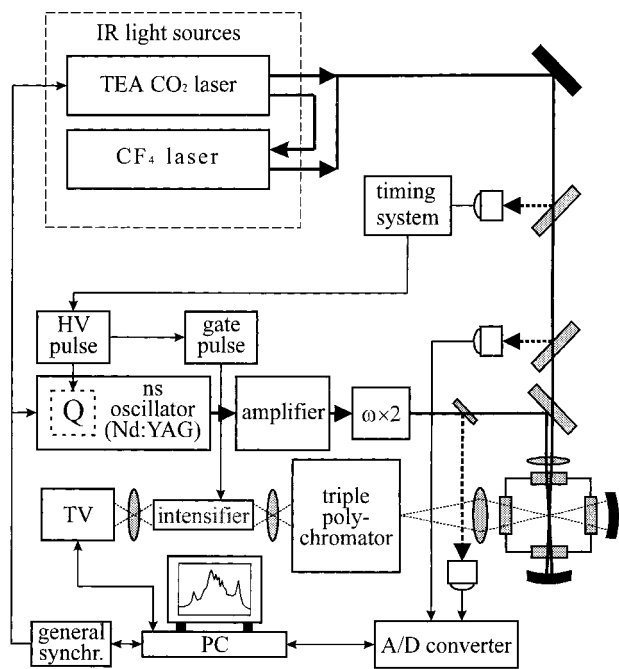 IR light sources
TEA CO₂ laser
CF₄ laser
timing
system
HV
pulse
gate
pulse
Q
ns
oscillator
(Nd:YAG)
amplifier
ω×2
TV
intensifier
triple
poly-
chromator
general
synchr.
PC
A/D converter